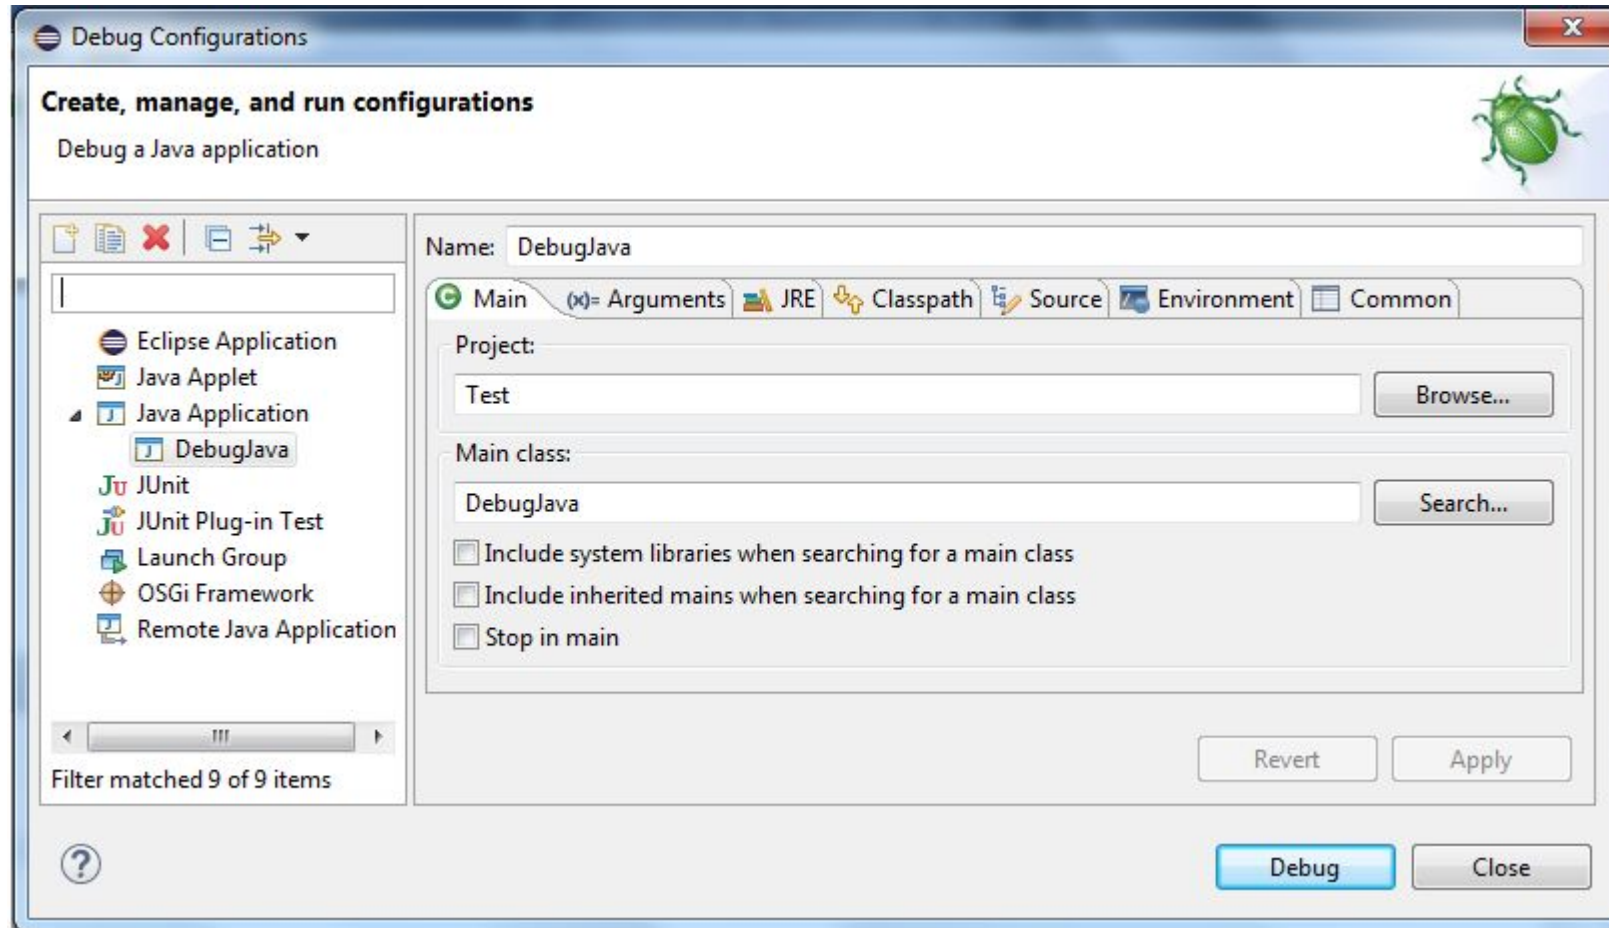 Debug Configurations
Create, manage, and run configurations
Debug a Java application
Name: DebugJava
Main (x)= Arguments JRE Classpath Source Environment Common
Eclipse Application
Java Applet
Java Application
DebugJava
JU JUnit
JU JUnit Plug-in Test
Launch Group
OSGi Framework
Remote Java Application
Filter matched 9 of 9 items
Project:
Test Browse...
Main class:
DebugJava Search...
Include system libraries when searching for a main class
Include inherited mains when searching for a main class
Stop in main
Revert Apply
Debug Close